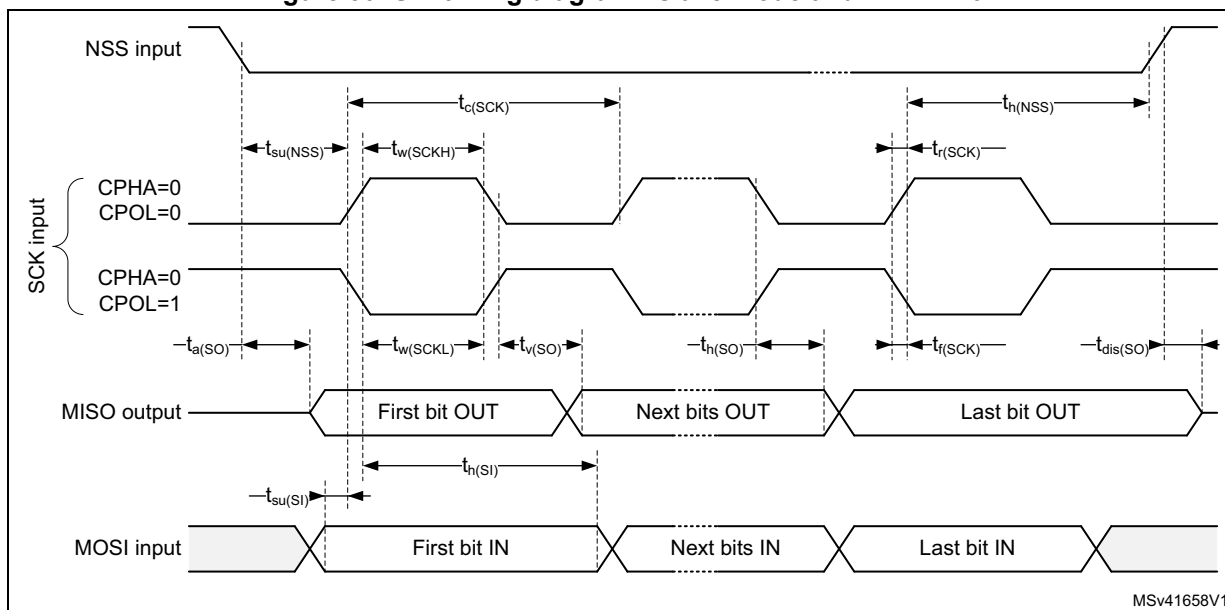 NSS input
tc(SCK)
th(NSS)
tsu(NSS)
tw(SCKH)
tr(SCK)
SCK input
CPHA=0
CPOL=0
CPHA=0
CPOL=1
ta(SO)
tw(SCKL)
tv(SO)
th(SO)
tf(SCK)
tdis(SO)
MISO output
First bit OUT
Next bits OUT
Last bit OUT
th(SI)
tsu(SI)
MOSI input
First bit IN
Next bits IN
Last bit IN
MSv41658V1